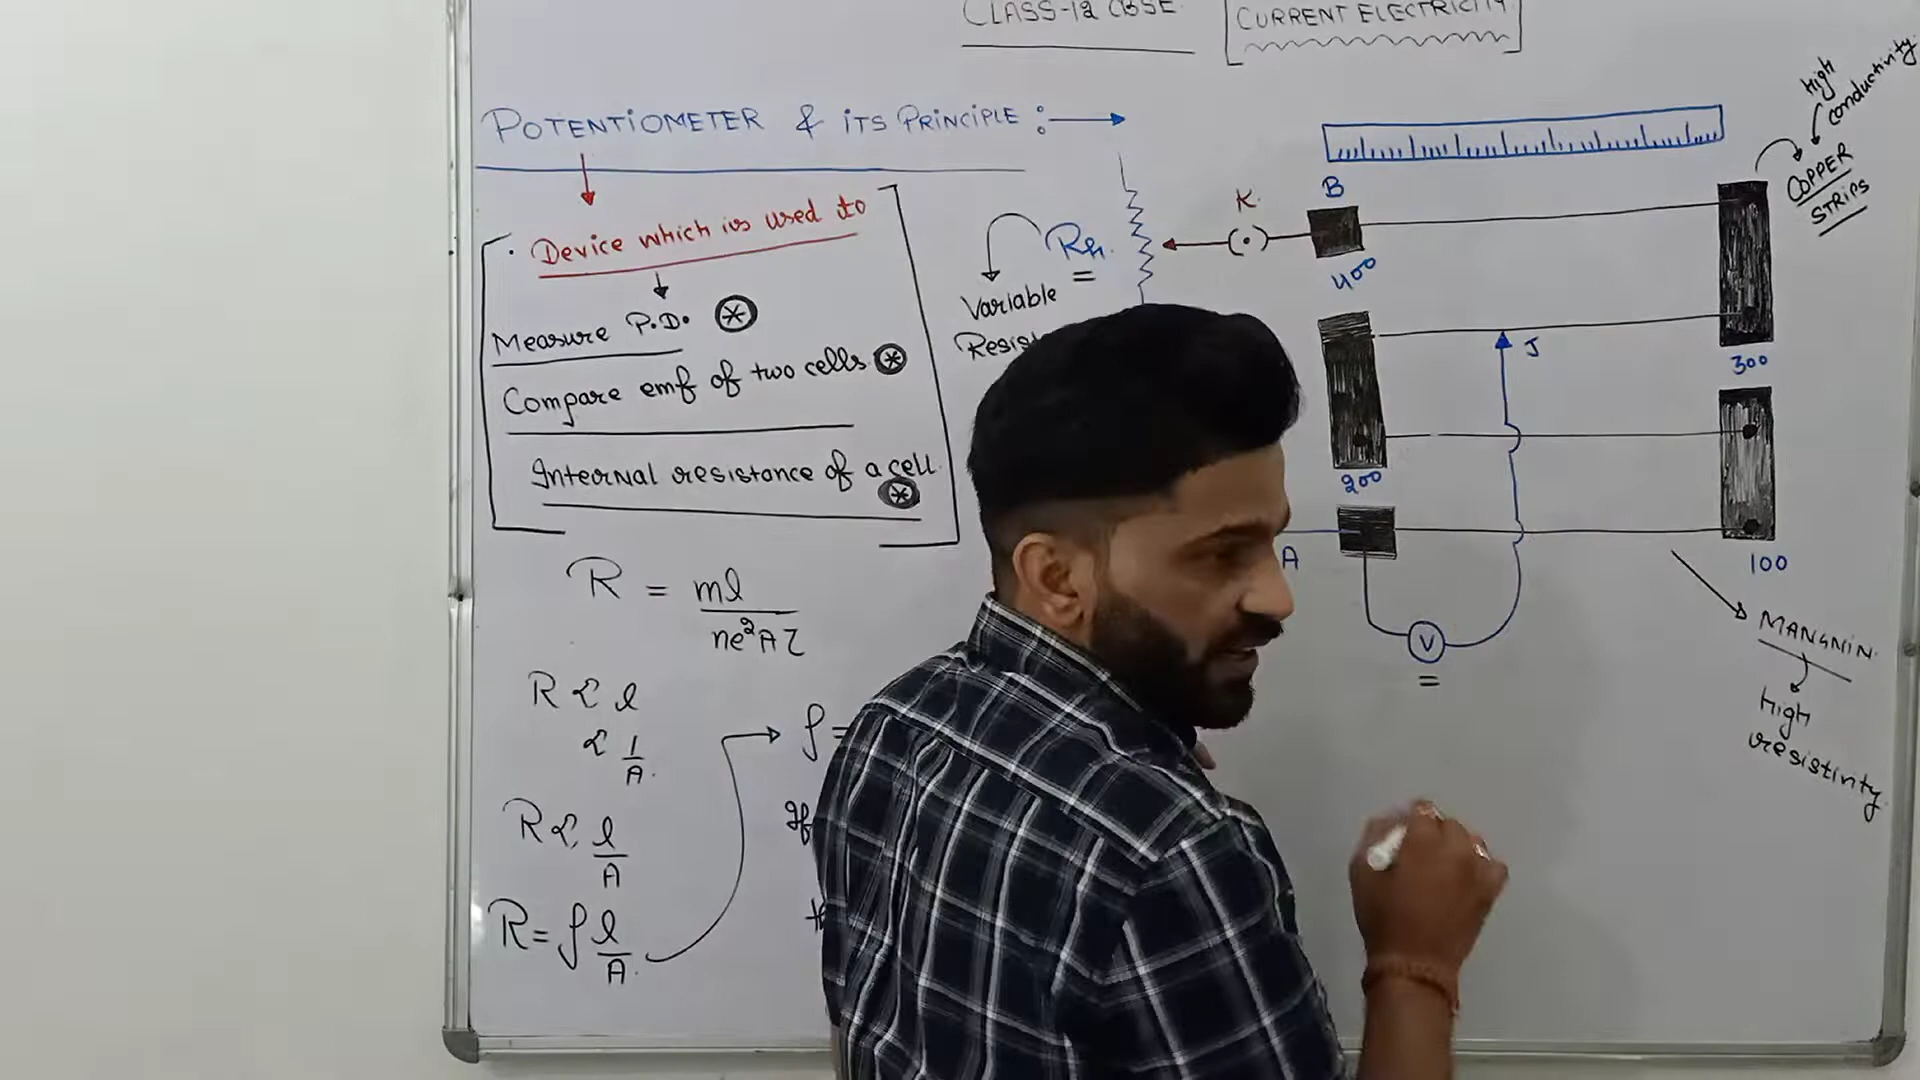 CLASS-12 CBSE
CURRENT ELECTRICITY
POTENTIOMETER & ITS PRINCIPLE :→
Device which is used to
Measure P.D.
Compare emf of two cells
Internal resistance of a cell
R = ml
ne²Aτ
R ∝ l
∝ 1
A
R ∝ l
A
R = ρ l
A
ρ =
If
Rh.
=
Variable
K.
B
400
J
200
A
V
=
300
100
High
conductivity
COPPER
STRIPS
MANGNIN
High
resistivity